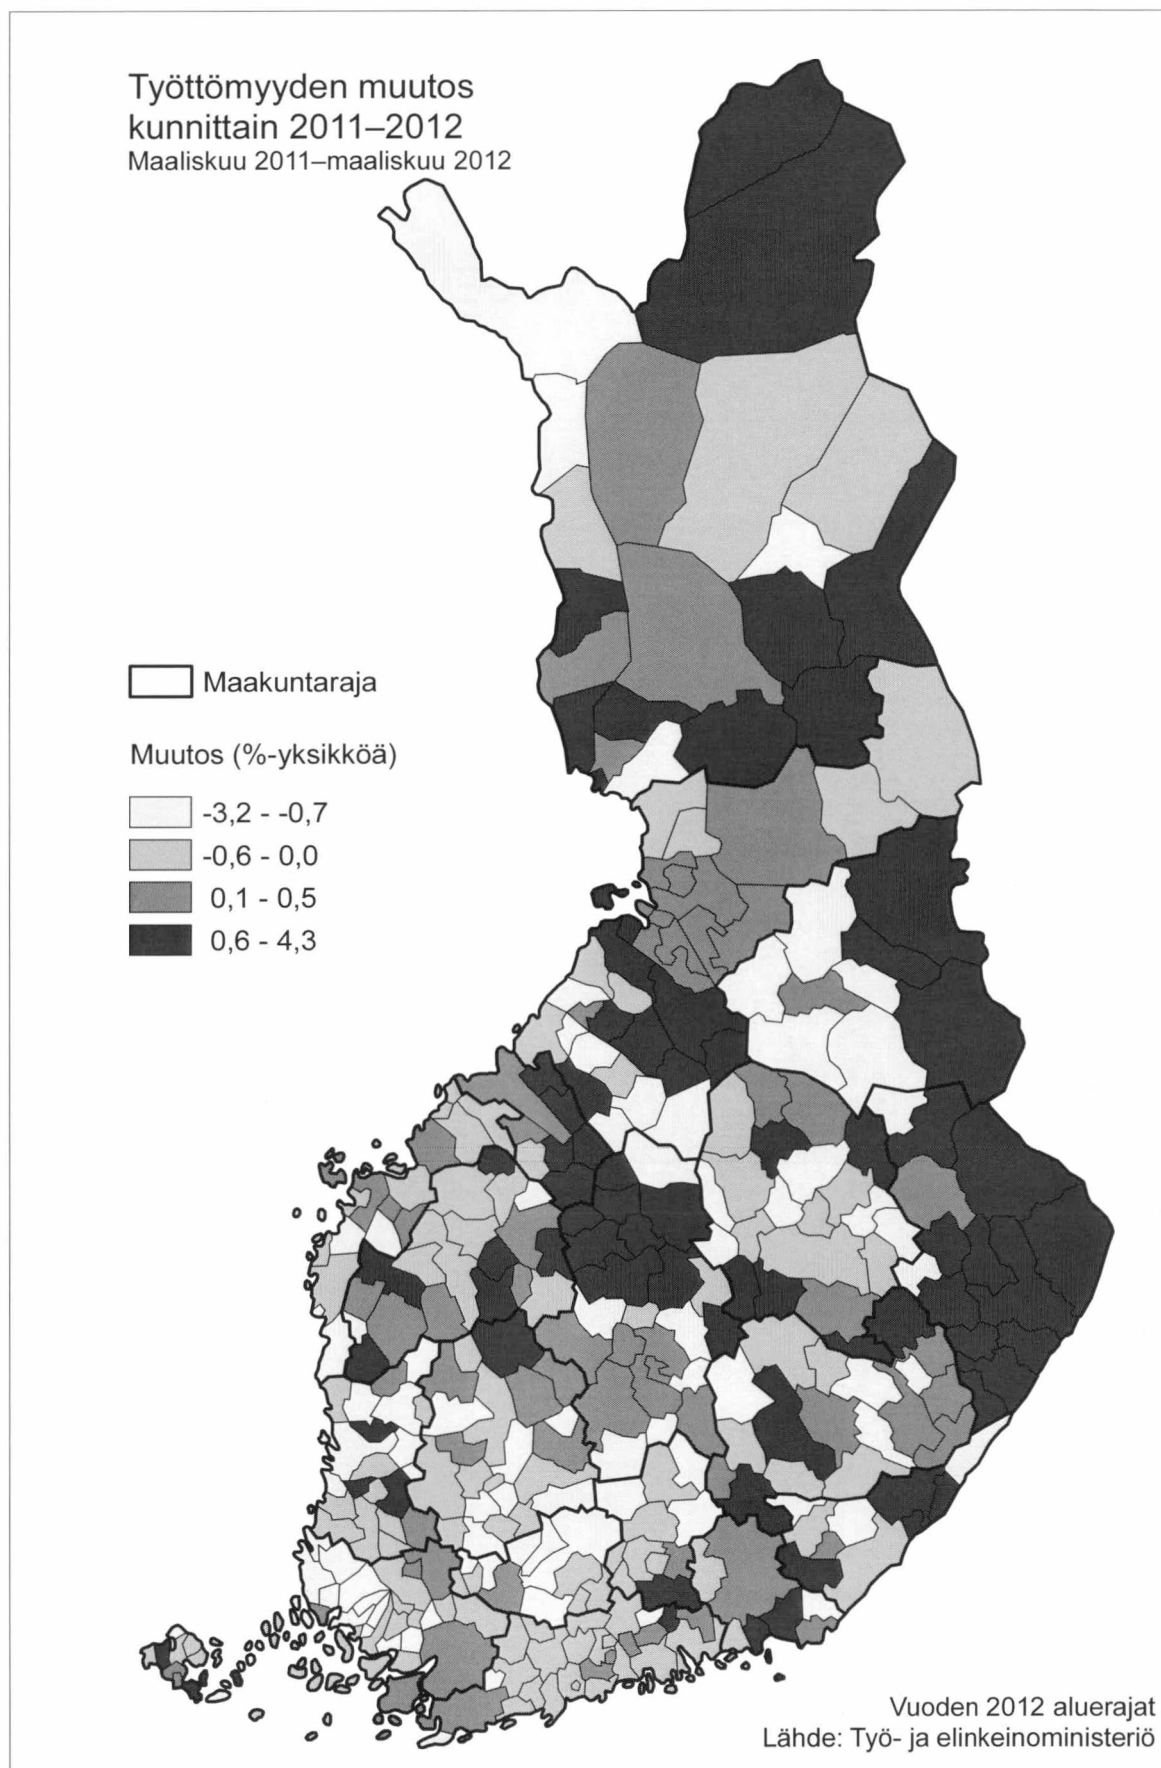 Työttömyyden muutos
kunnittain 2011–2012
Maaliskuu 2011–maaliskuu 2012
Maakuntaraja
Muutos (%-yksikköä)
-3,2 - -0,7
-0,6 - 0,0
0,1 - 0,5
0,6 - 4,3
Vuoden 2012 aluerajat
Lähde: Työ- ja elinkeinoministeriö